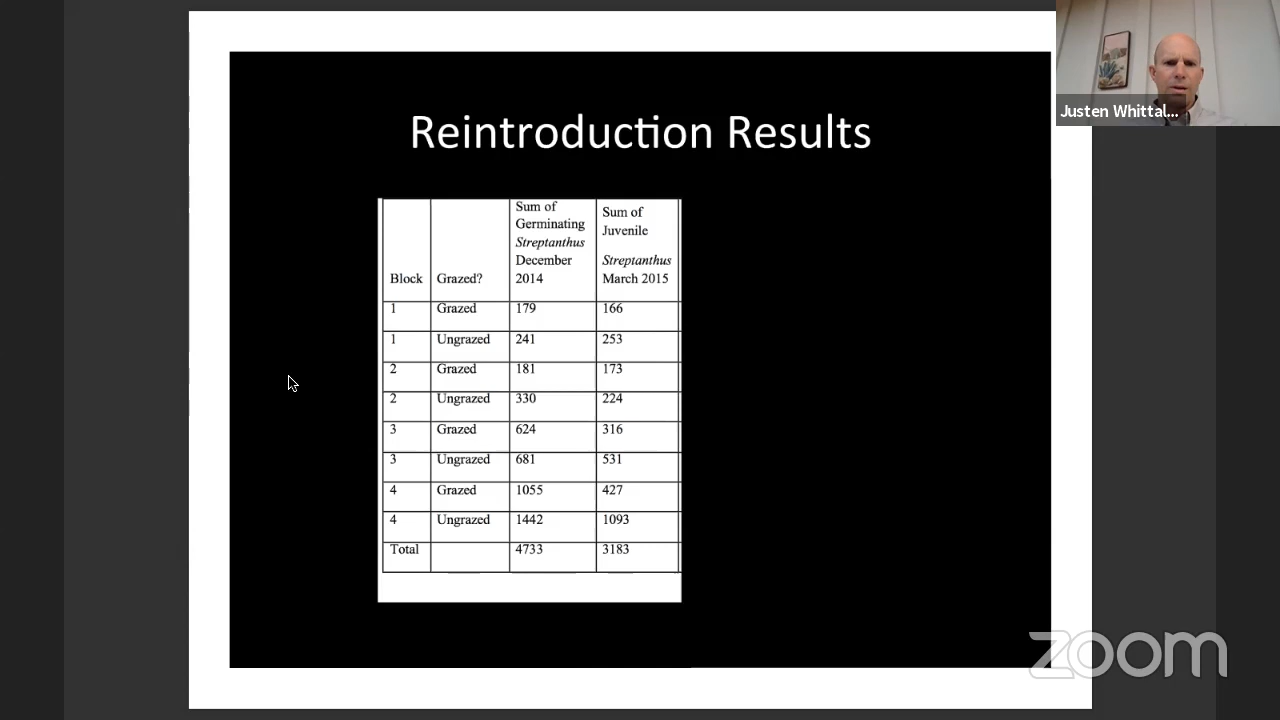 Reintroduction Results
Justen Whittal...
Block
Grazed?
Sum of
Germinating
Streptanthus
December
2014
Sum of
Juvenile
Streptanthus
March 2015
1 Grazed 179 166
1 Ungrazed 241 253
2 Grazed 181 173
2 Ungrazed 330 224
3 Grazed 624 316
3 Ungrazed 681 531
4 Grazed 1055 427
4 Ungrazed 1442 1093
Total 4733 3183
zoom